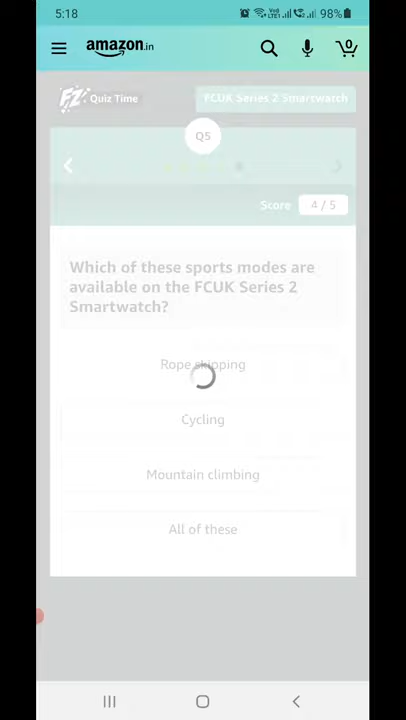 5:18
98%
amazon.in
0
FZ Quiz Time
FCUK Series 2 Smartwatch
Q5
Score 4 / 5
Which of these sports modes are
available on the FCUK Series 2
Smartwatch?
Rope skipping
Cycling
Mountain climbing
All of these